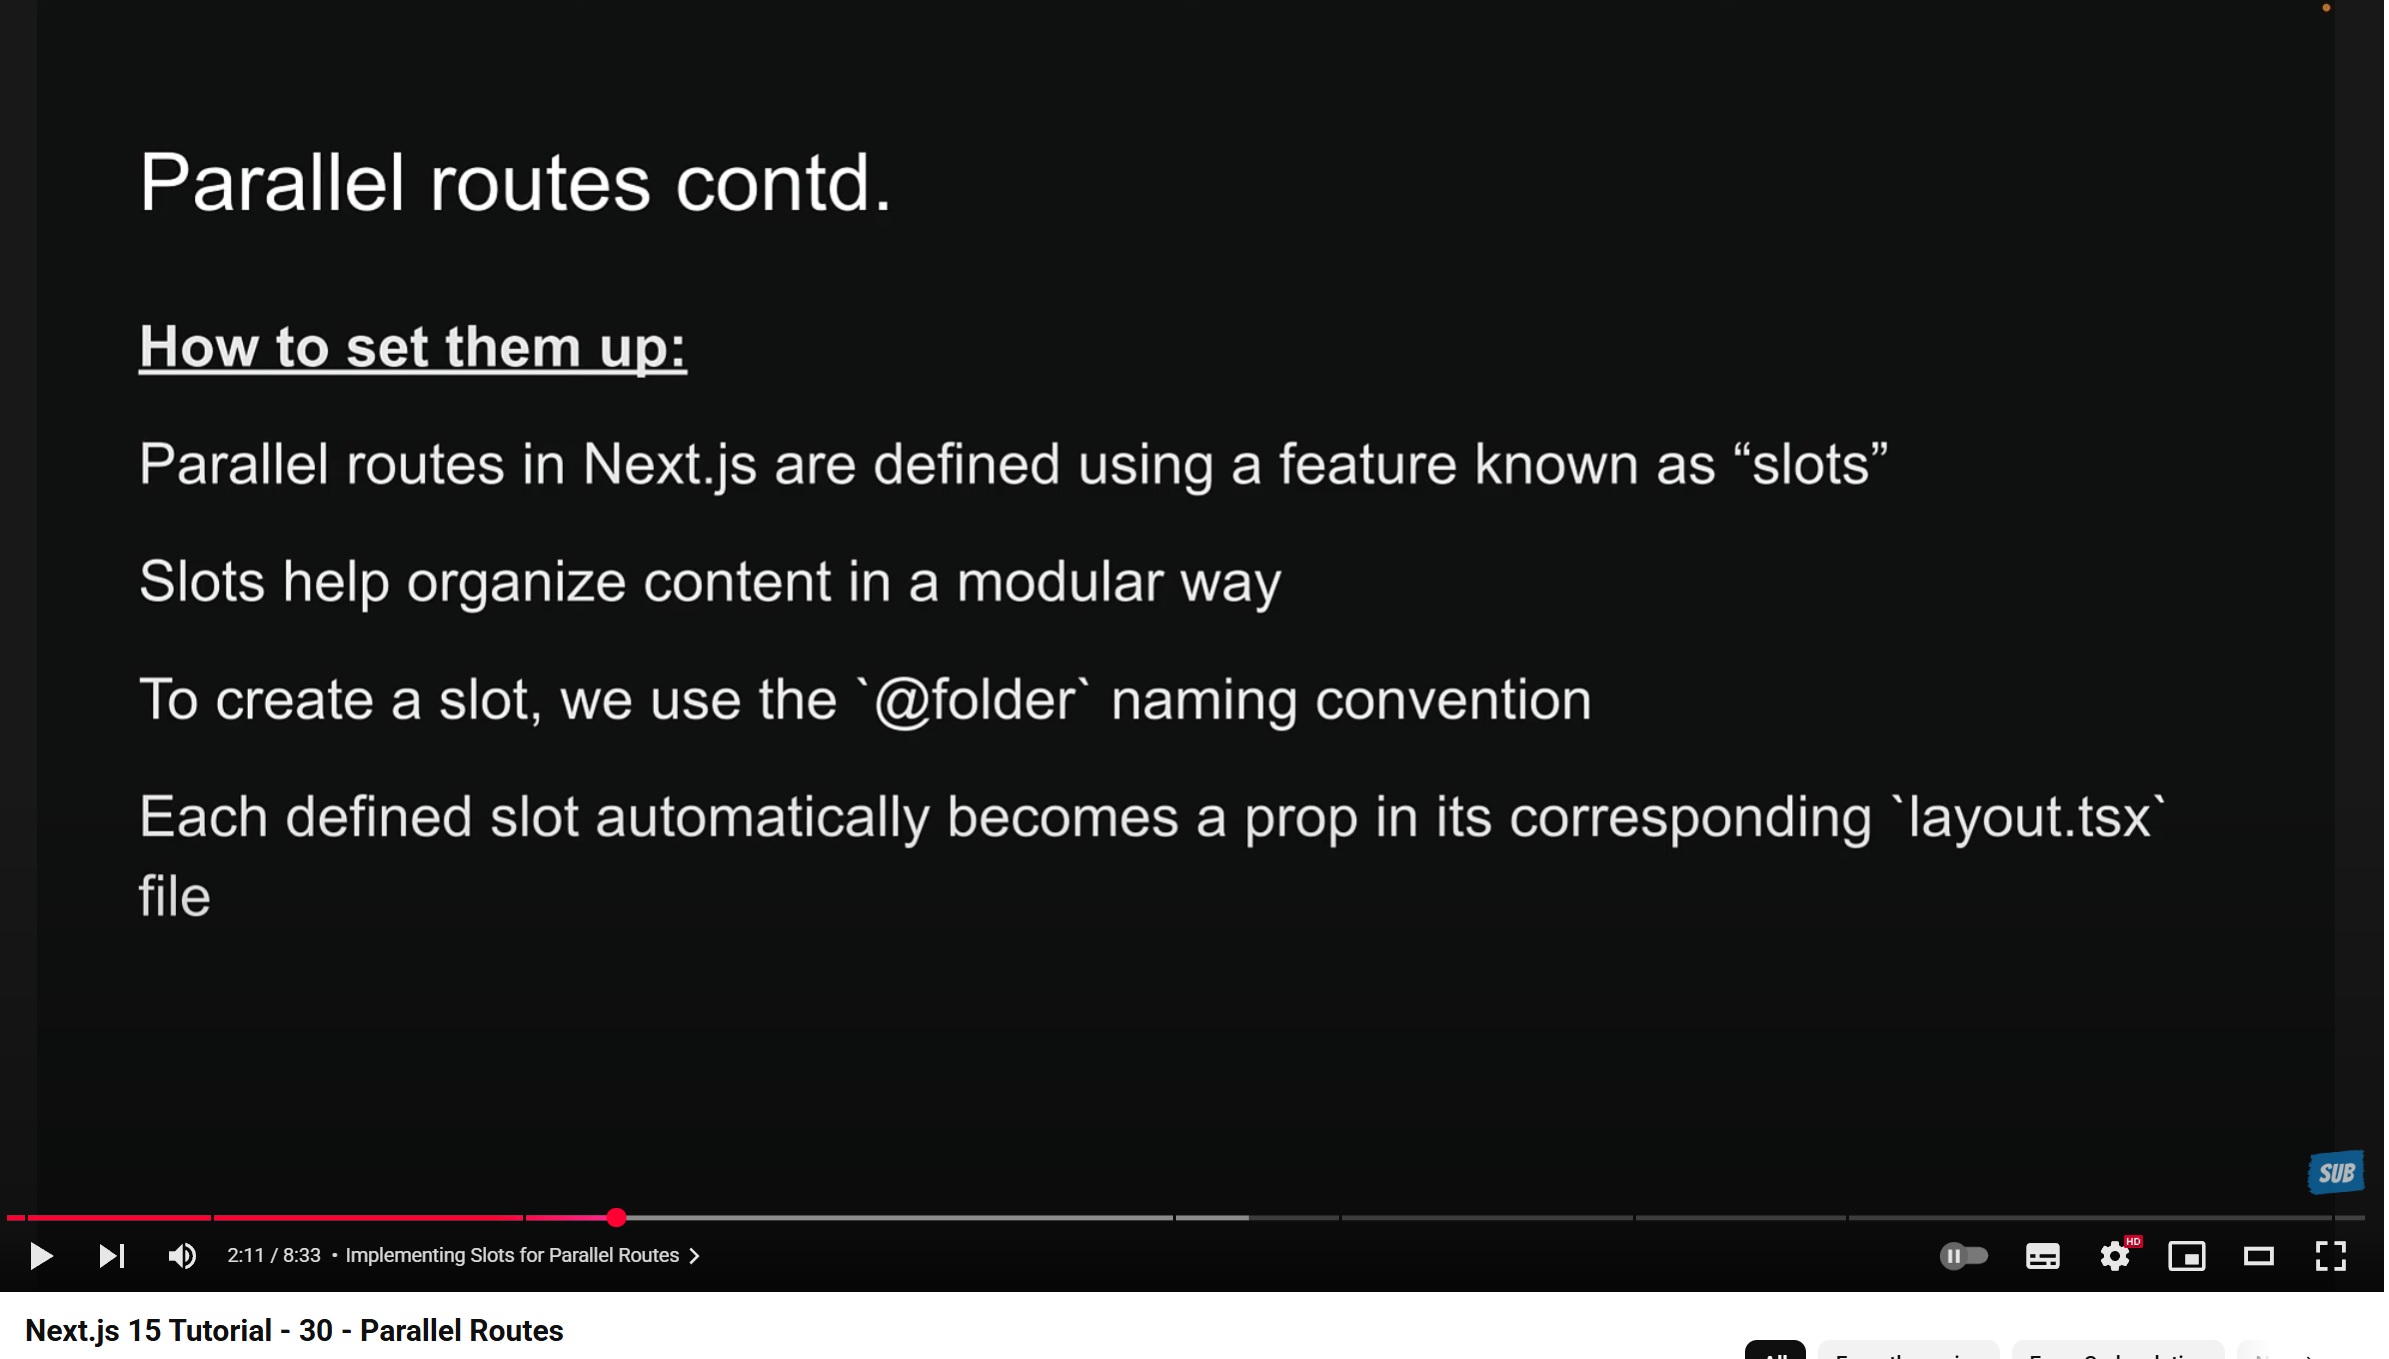 Parallel routes contd.
How to set them up:
Parallel routes in Next.js are defined using a feature known as “slots”
Slots help organize content in a modular way
To create a slot, we use the `@folder` naming convention
Each defined slot automatically becomes a prop in its corresponding `layout.tsx`
file
SUB
2:11 / 8:33 • Implementing Slots for Parallel Routes
HD
Next.js 15 Tutorial - 30 - Parallel Routes
All